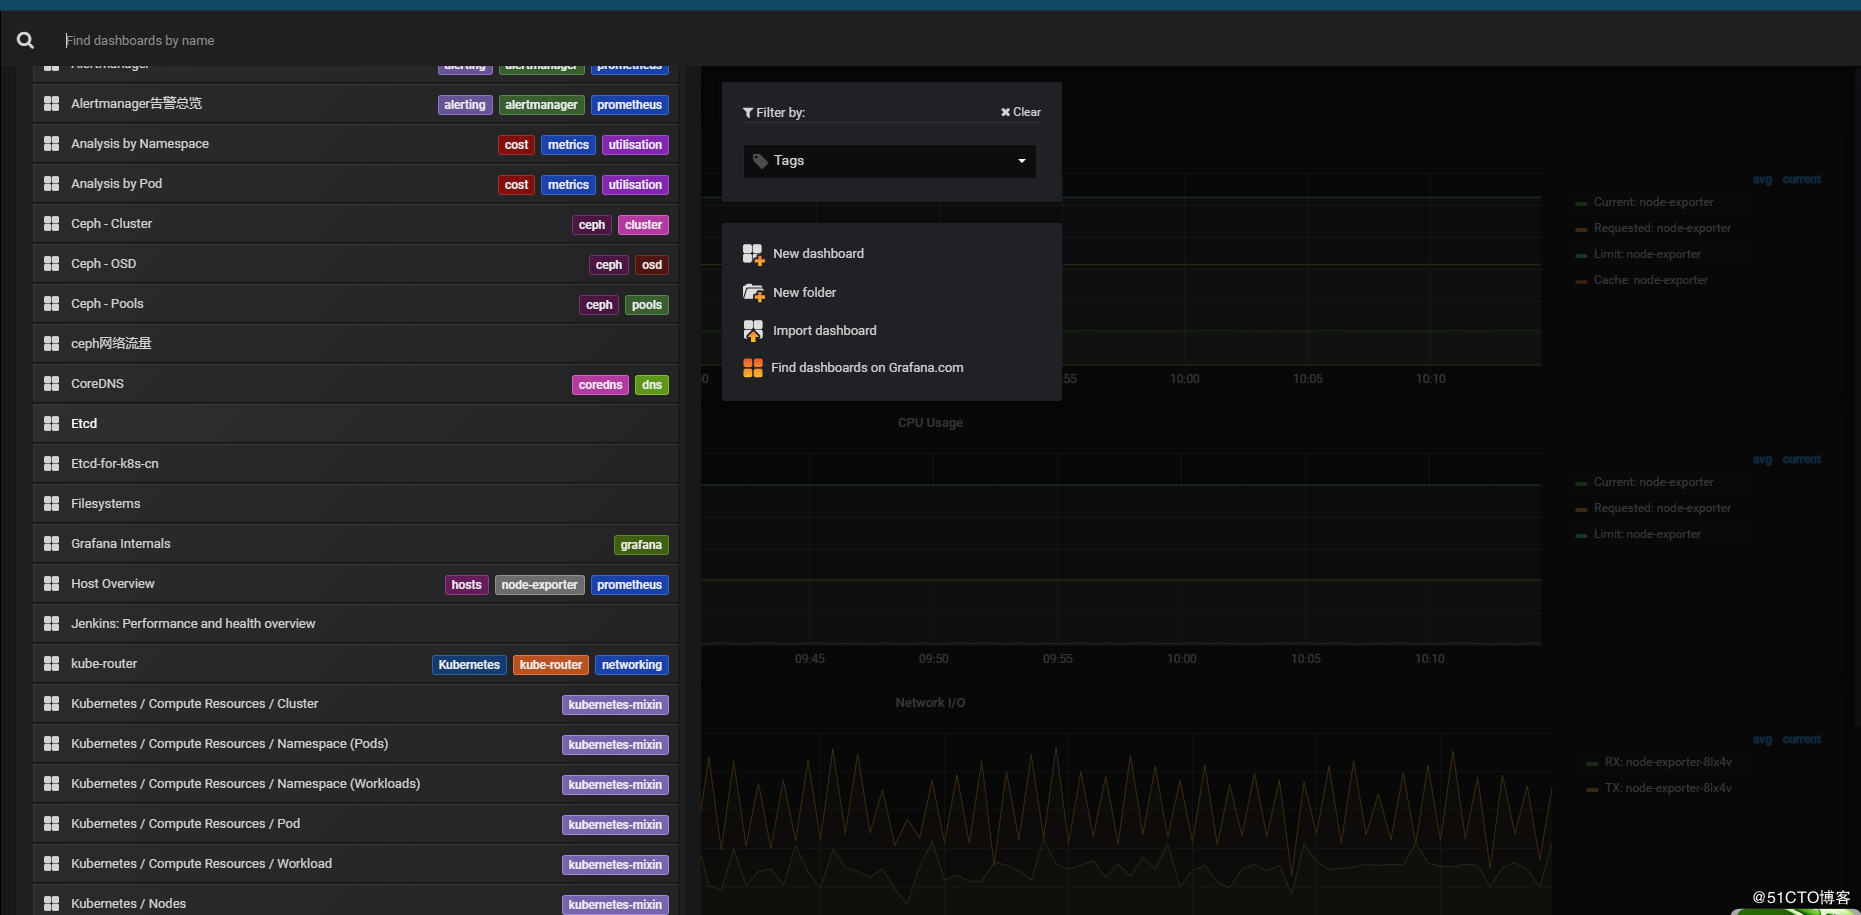 Find dashboards by name
Alertmanager alerting alertmanager prometheus
Alertmanager告警总览 alerting alertmanager prometheus
Analysis by Namespace cost metrics utilisation
Analysis by Pod cost metrics utilisation
Ceph - Cluster ceph cluster
Ceph - OSD ceph osd
Ceph - Pools ceph pools
ceph网络流量
CoreDNS coredns dns
Etcd
Etcd-for-k8s-cn
Filesystems
Grafana Internals grafana
Host Overview hosts node-exporter prometheus
Jenkins: Performance and health overview
kube-router Kubernetes kube-router networking
Kubernetes / Compute Resources / Cluster kubernetes-mixin
Kubernetes / Compute Resources / Namespace (Pods) kubernetes-mixin
Kubernetes / Compute Resources / Namespace (Workloads) kubernetes-mixin
Kubernetes / Compute Resources / Pod kubernetes-mixin
Kubernetes / Compute Resources / Workload kubernetes-mixin
Kubernetes / Nodes kubernetes-mixin
Filter by: Clear
Tags
New dashboard
New folder
Import dashboard
Find dashboards on Grafana.com
avg current
Current: node-exporter
Requested: node-exporter
Limit: node-exporter
Cache: node-exporter
0 :55 10:00 10:05 10:10
CPU Usage
avg current
Current: node-exporter
Requested: node-exporter
Limit: node-exporter
09:45 09:50 09:55 10:00 10:05 10:10
Network I/O
avg current
RX: node-exporter-8lx4v
TX: node-exporter-8lx4v
@51CTO博客